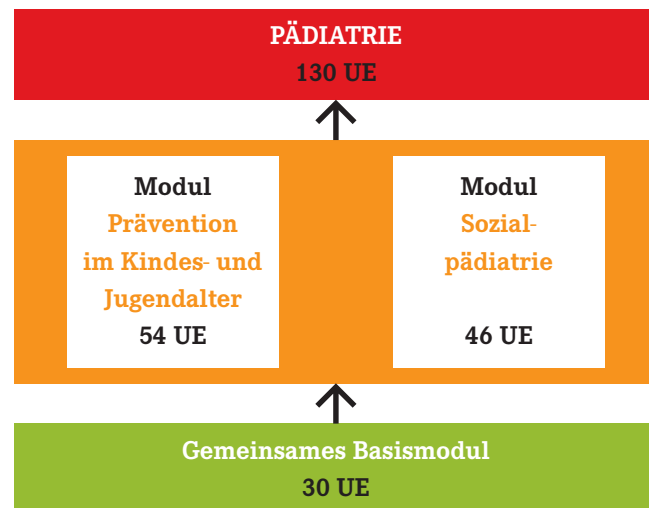 PÄDIATRIE
130 UE
Modul
Prävention
im Kindes- und
Jugendalter
54 UE
Modul
Sozial-
pädiatrie
46 UE
Gemeinsames Basismodul
30 UE